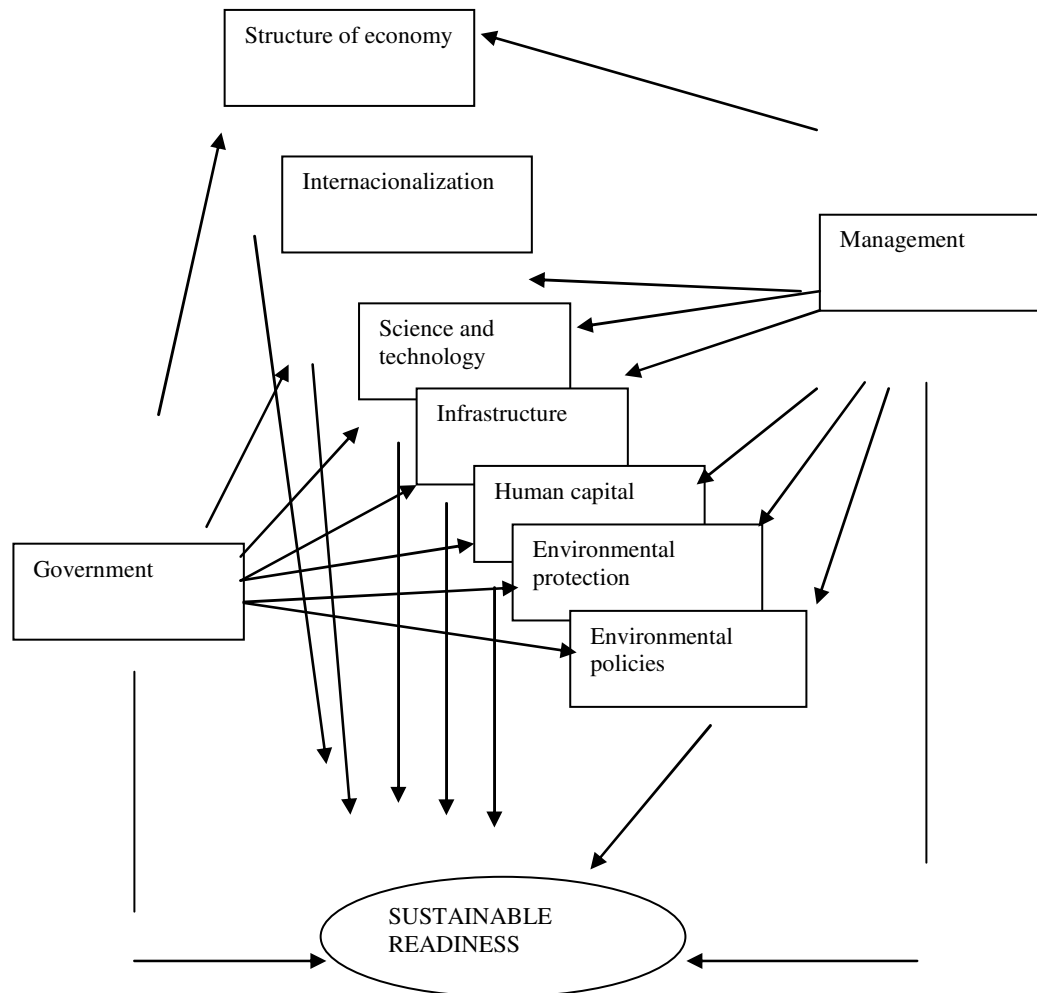 Structure of economy
Internacionalization
Management
Science and
technology
Infrastructure
Human capital
Environmental
protection
Government
Environmental
policies
SUSTAINABLE
READINESS